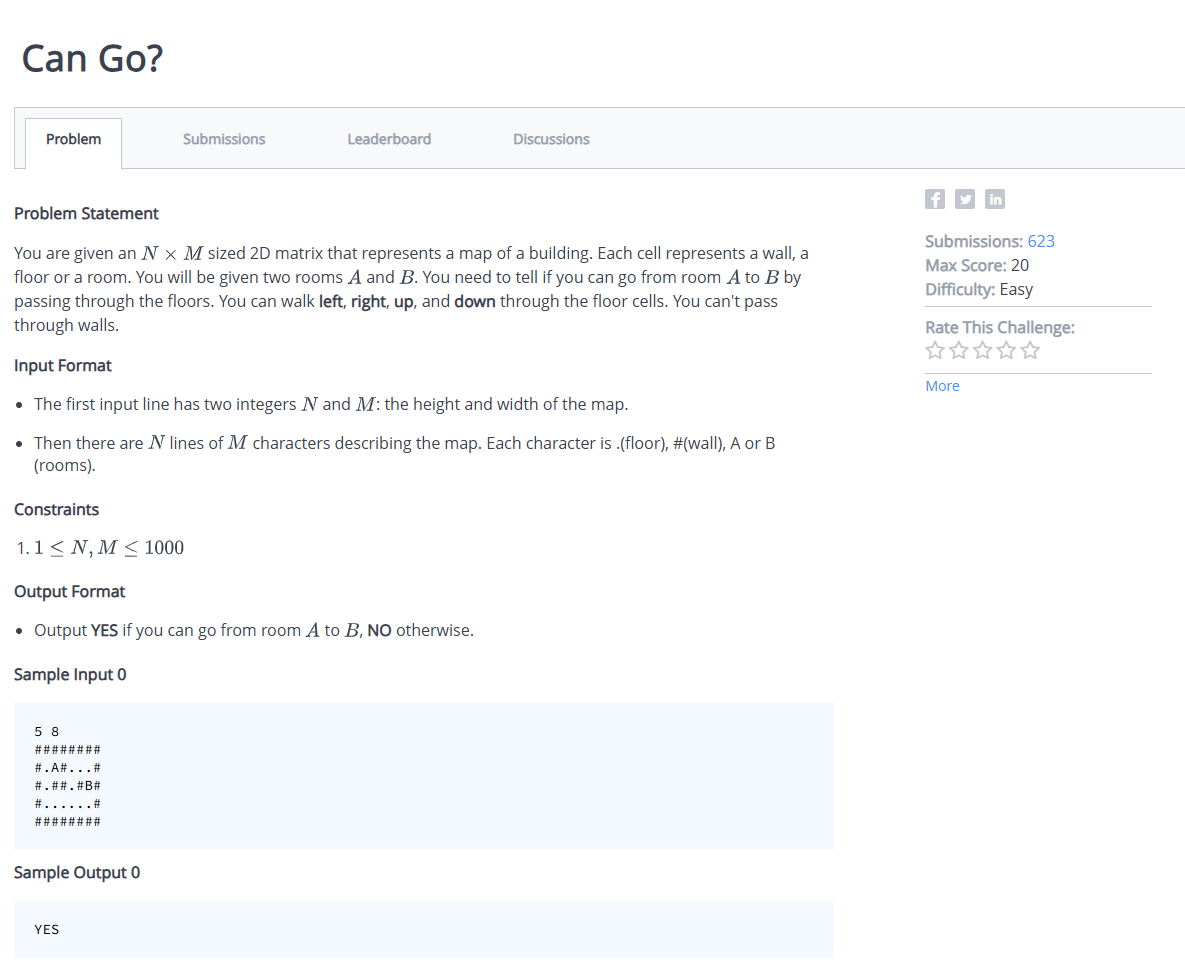 Can Go?
Problem
Submissions
Leaderboard
Discussions
Problem Statement
You are given an N × M sized 2D matrix that represents a map of a building. Each cell represents a wall, a
floor or a room. You will be given two rooms A and B. You need to tell if you can go from room A to B by
passing through the floors. You can walk left, right, up, and down through the floor cells. You can't pass
through walls.
Input Format
• The first input line has two integers N and M: the height and width of the map.
• Then there are N lines of M characters describing the map. Each character is .(floor), #(wall), A or B
(rooms).
Constraints
1. 1 ≤ N, M ≤ 1000
Output Format
• Output YES if you can go from room A to B, NO otherwise.
Sample Input 0
5 8
########
#.A#...#
#.##.#B#
#......#
########
Sample Output 0
YES
f
in
Submissions: 623
Max Score: 20
Difficulty: Easy
Rate This Challenge:
More